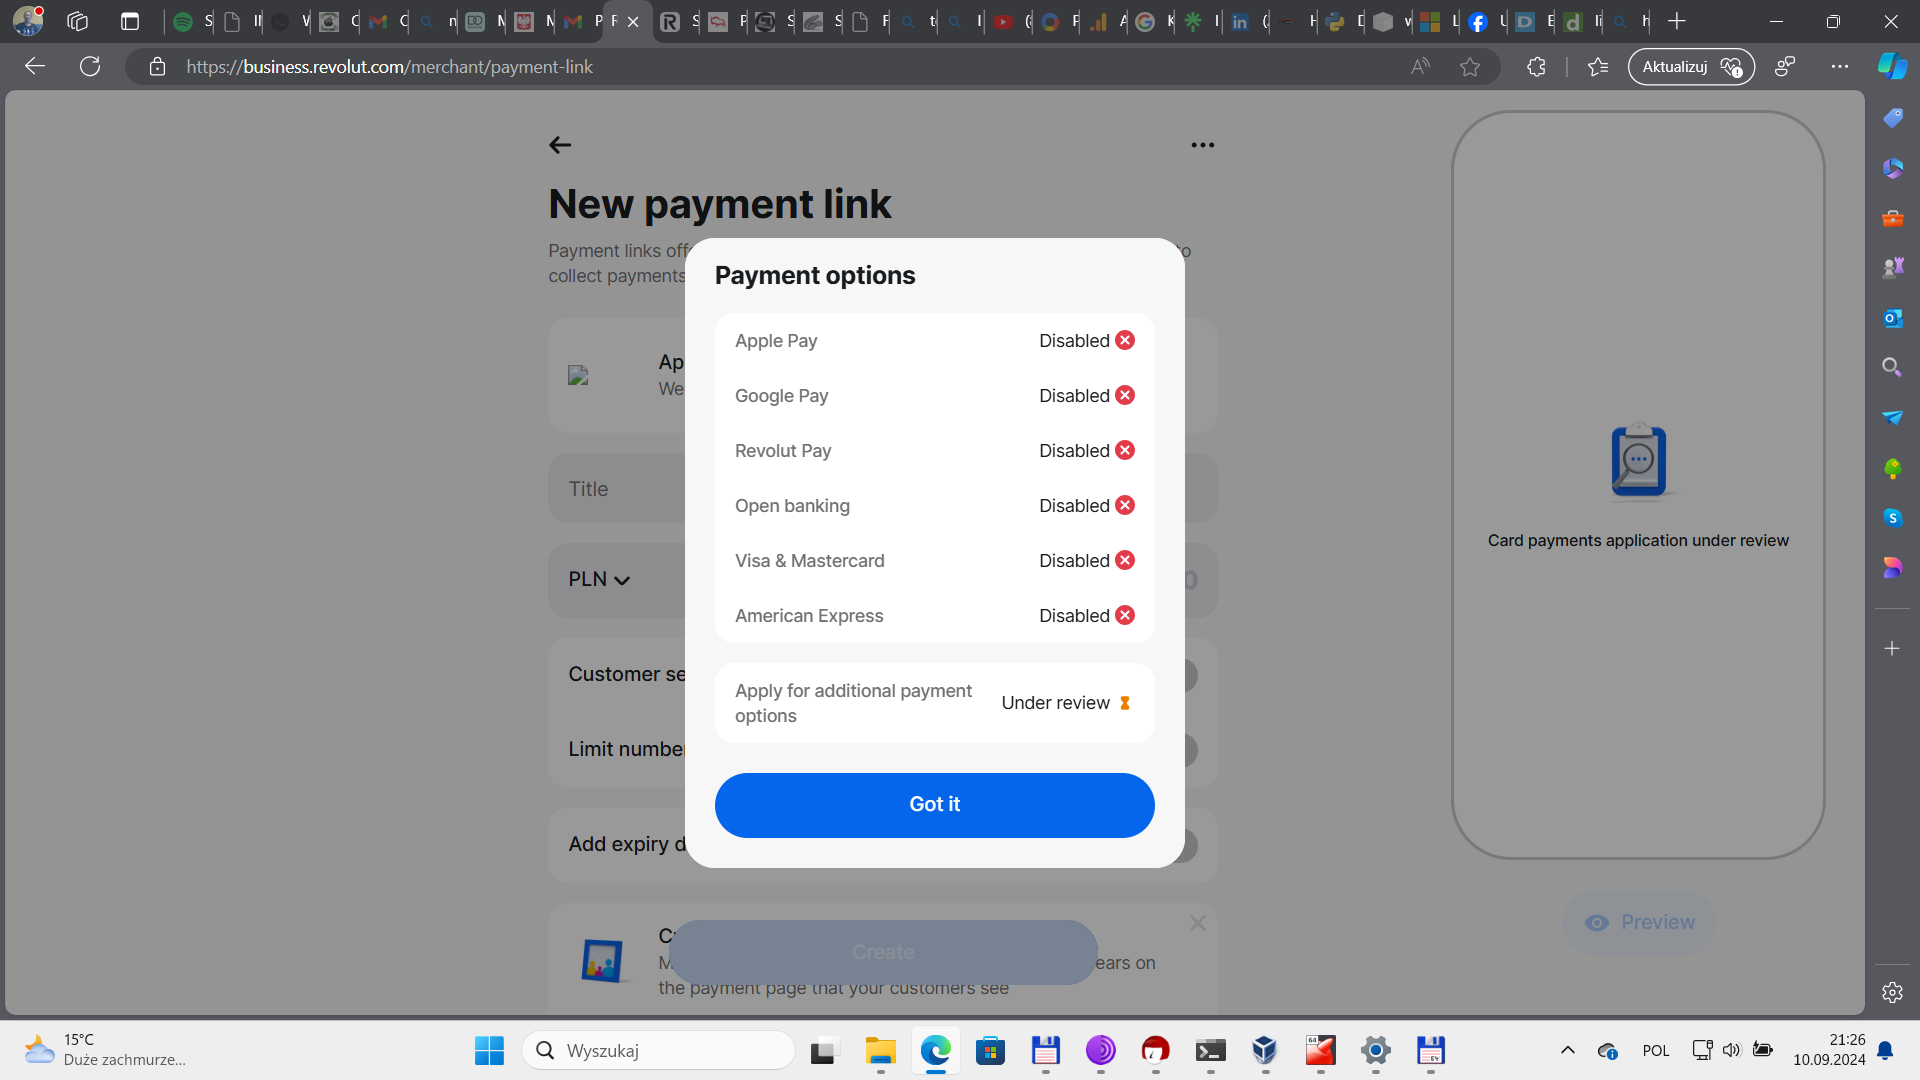 https://business.revolut.com/merchant/payment-link
Aktualizuj
New payment link
Payment links off
to
collect payments
Payment options
Apple Pay Disabled
Google Pay Disabled
Revolut Pay Disabled
Open banking Disabled
Visa & Mastercard Disabled
American Express Disabled
Apply for additional payment
options
Under review
Got it
Ap
We
Title
PLN
0
Customer se
Limit number
Add expiry d
Create
ears on
the payment page that your customers see
Card payments application under review
Preview
15°C
Duże zachmurze...
Wyszukaj
POL
21:26
10.09.2024